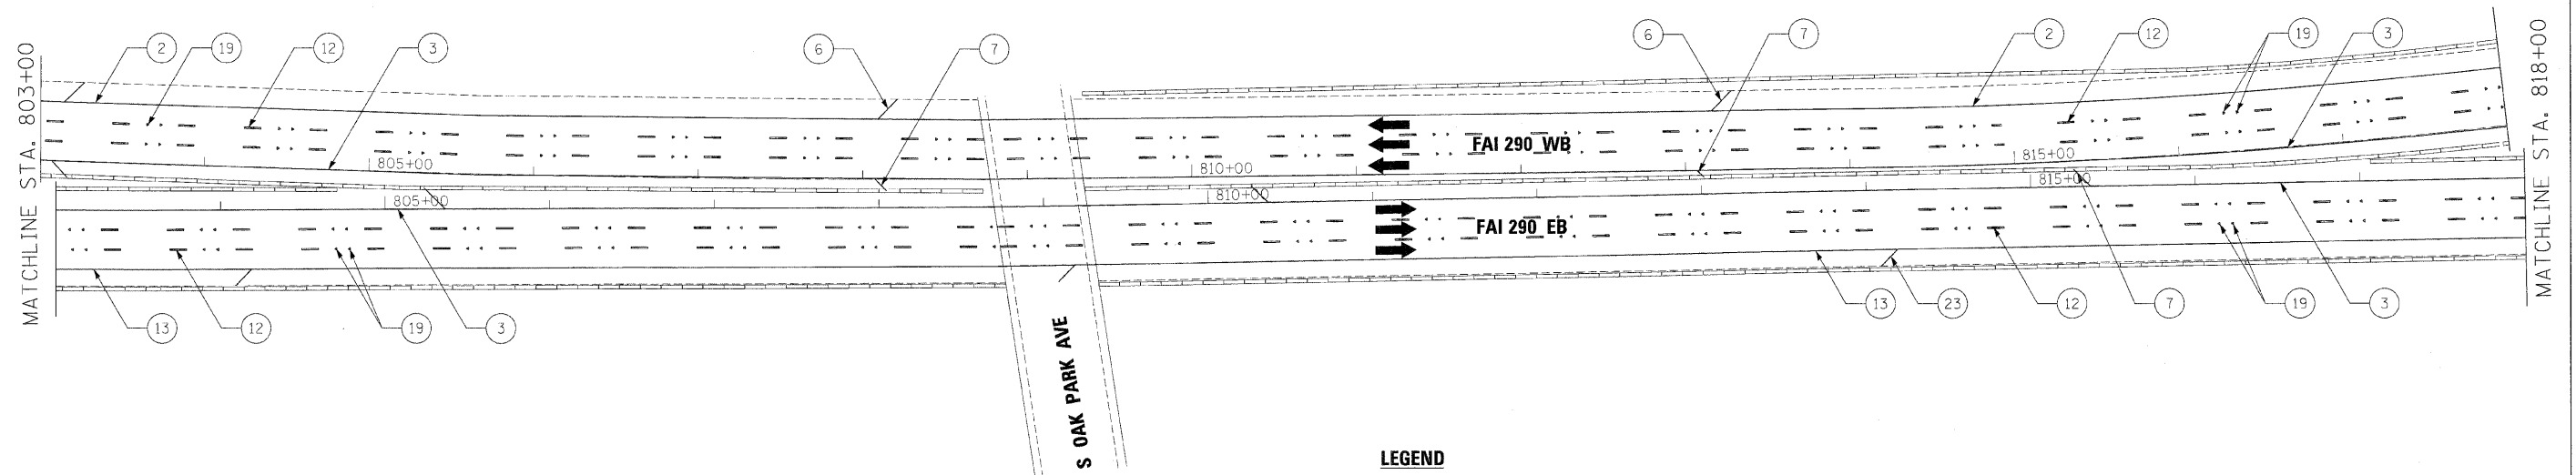 MATCHLINE STA. 803+00
2 19 12 3 6 7 6 7 2 12 19 3
MATCHLINE STA. 818+00
805+00 810+00 FAI 290 WB 815+00
805+00 810+00 815+00
FAI 290 EB
13 12 19 3 13 23 12 7 19 3
S OAK PARK AVE
LEGEND